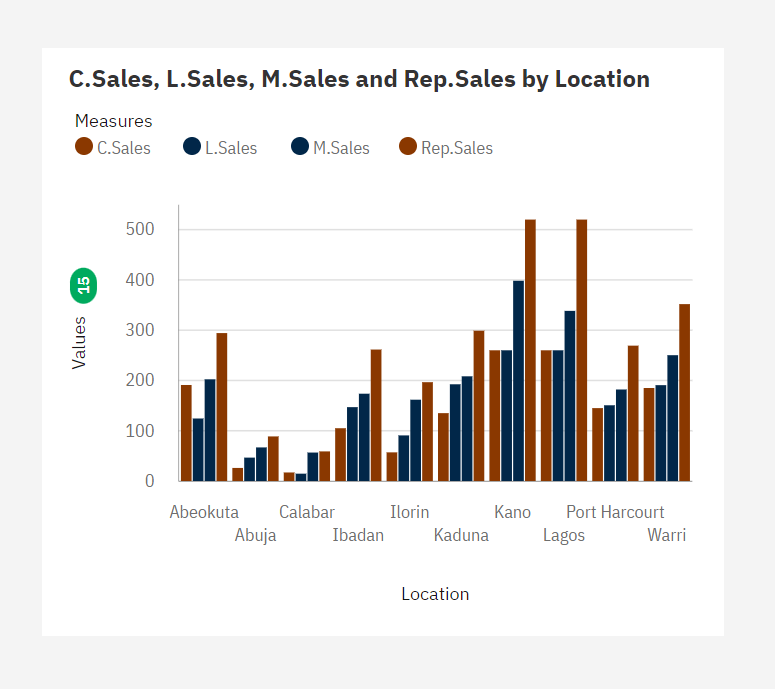 C.Sales, L.Sales, M.Sales and Rep.Sales by Location
Measures
C.Sales L.Sales M.Sales Rep.Sales
500
400
300
200
100
0
15
Values
Abeokuta Calabar Ilorin Kano Port Harcourt
Abuja Ibadan Kaduna Lagos Warri
Location